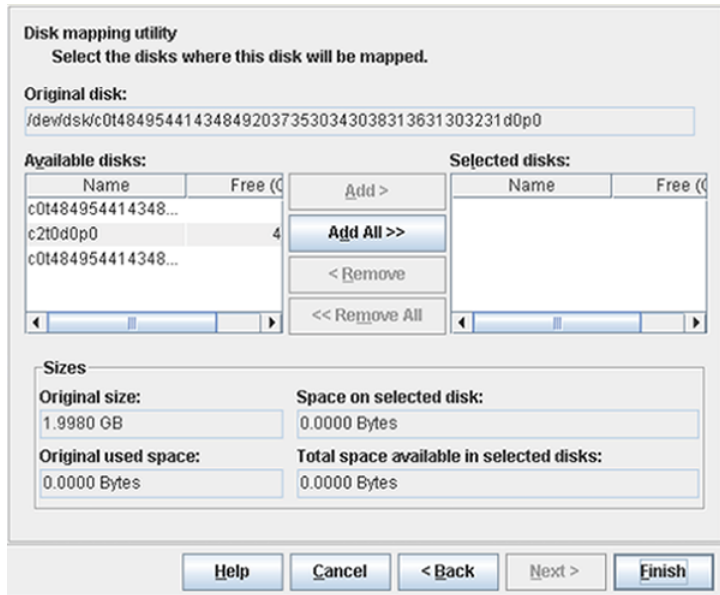 Disk mapping utility
Select the disks where this disk will be mapped.
Original disk:
/dev/dsk/c0t48495441434849203735303430383136313033231d0p0
Available disks:
Selected disks:
Name Free (G
c0t484954414348...
c2t0d0p0 4
c0t484954414348...
Add >
Add All >>
< Remove
<< Remove All
Name Free (G
Sizes
Original size:
Space on selected disk:
1.9980 GB
0.0000 Bytes
Original used space:
Total space available in selected disks:
0.0000 Bytes
0.0000 Bytes
Help Cancel < Back Next > Finish